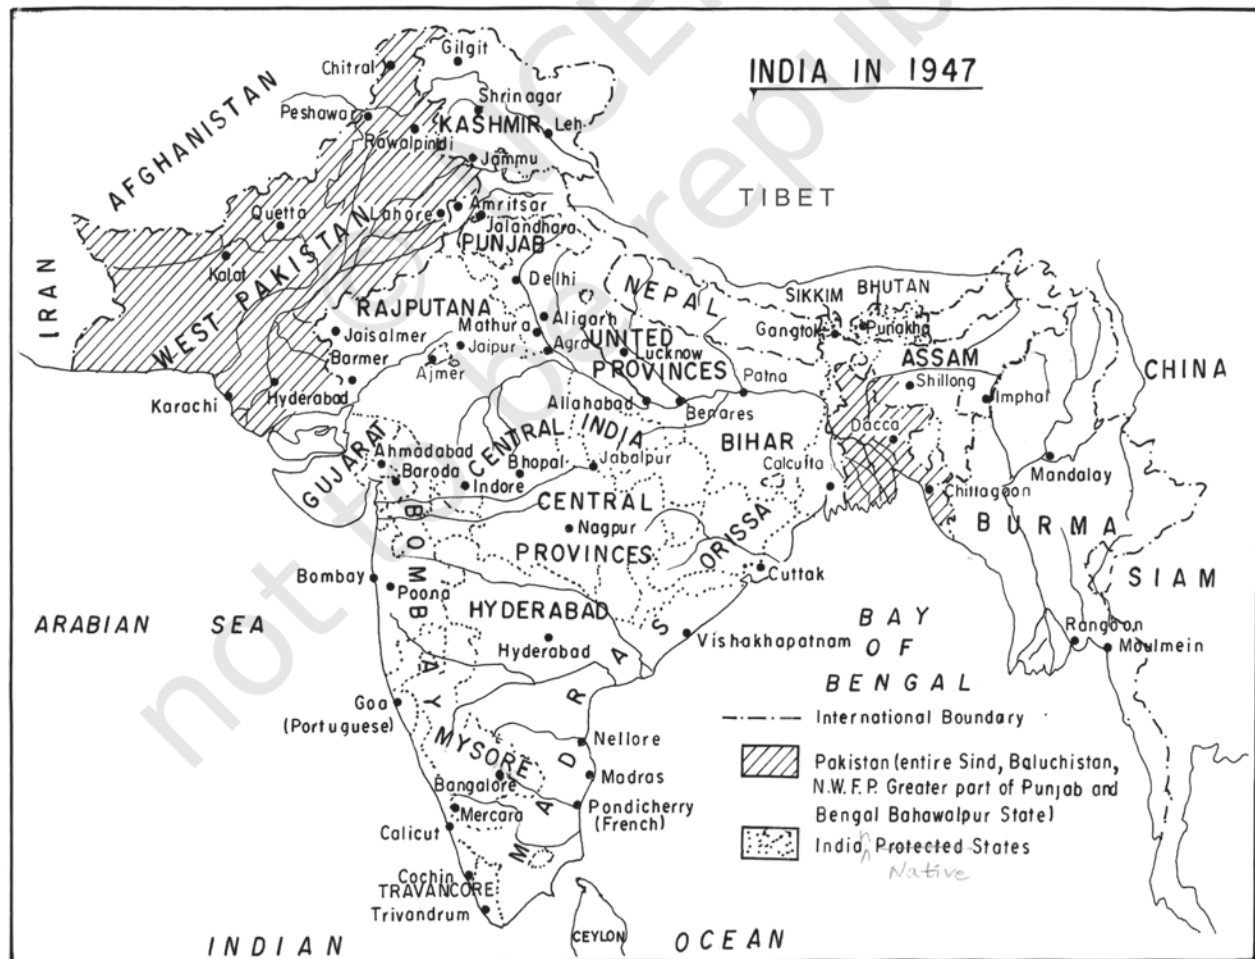 INDIA IN 1947
Gilgit
Chitral
Shrinagar
Peshawar
KASHMIR
Leh
Rawalpindi
Jammu
AFGHANISTAN
TIBET
Quetta
Lahore
Amritsar
Jalandhara
PUNJAB
Kalat
WEST PAKISTAN
IRAN
Delhi
NEPAL
SIKKIM
BHUTAN
RAJPUTANA
Aligarh
Gangtok
Punakha
Jaisalmer
Mathura
UNITED
PROVINCES
Jaipur
Agra
Lucknow
ASSAM
Barmer
Ajmer
Patna
Shillong
CHINA
Karachi
Hyderabad
Allahabad
Benares
Imphal
GUJARAT
CENTRAL INDIA
BIHAR
Dacca
Ahmadabad
Baroda
Bhopal
Jabalpur
Calcutta
Mandalay
Indore
CENTRAL
PROVINCES
Chittagoon
Nagpur
ORISSA
BURMA
BOMBAY
Cuttak
SIAM
Bombay
Poona
HYDERABAD
BAY
OF
BENGAL
ARABIAN SEA
Hyderabad
Vishakhapatnam
Rangoon
Moulmein
Goa
(Portuguese)
MADRAS
International Boundary
MYSORE
Nellore
Pakistan (entire Sind, Baluchistan,
N.W.F.P. Greater part of Punjab and
Bengal Bahawalpur State)
Bangalore
Madras
Mercara
Pondicherry
(French)
Calicut
India Protected States
n
Native
Cochin
TRAVANCORE
Trivandrum
CEYLON
INDIAN OCEAN
not to be republ
© NCE